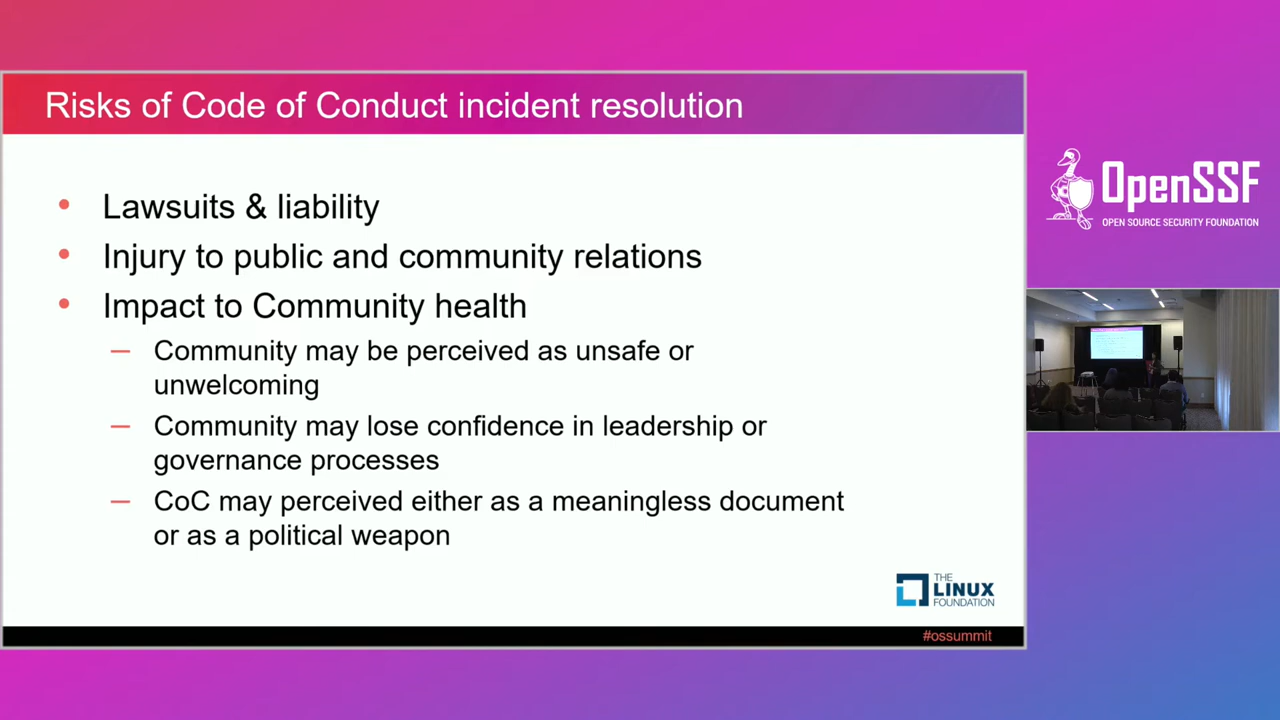 Risks of Code of Conduct incident resolution
• Lawsuits & liability
• Injury to public and community relations
• Impact to Community health
– Community may be perceived as unsafe or
unwelcoming
– Community may lose confidence in leadership or
governance processes
– CoC may perceived either as a meaningless document
or as a political weapon
THE
LINUX
FOUNDATION
#ossummit
OpenSSF
OPEN SOURCE SECURITY FOUNDATION